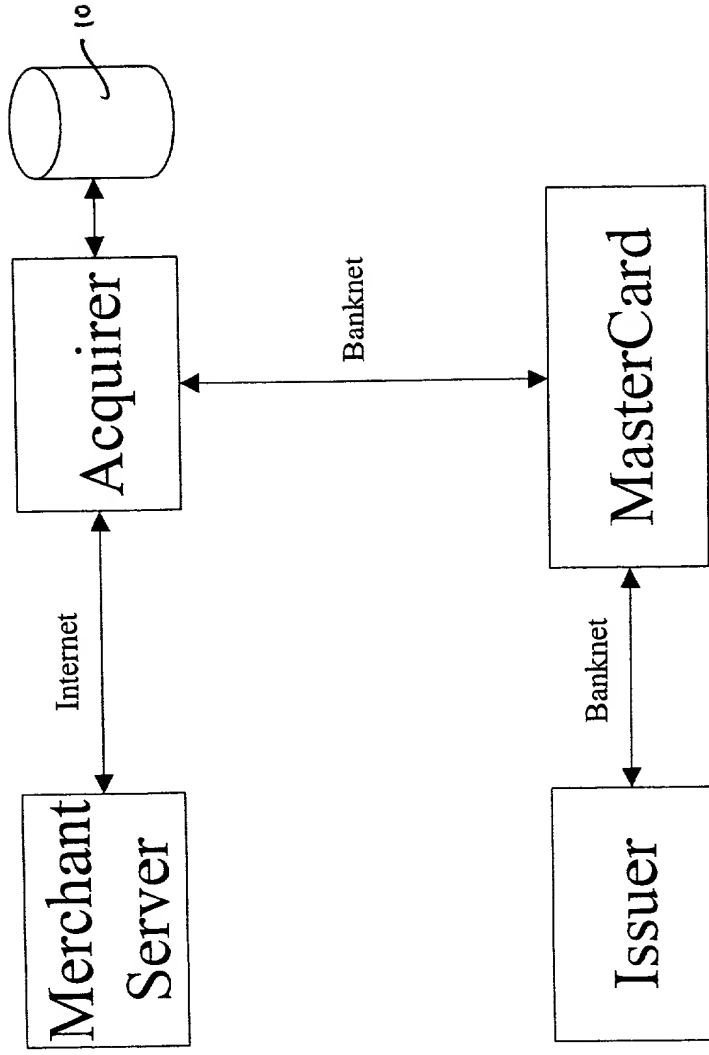 10
Merchant
Server
Internet
Acquirer
Banknet
Issuer
Banknet
MasterCard